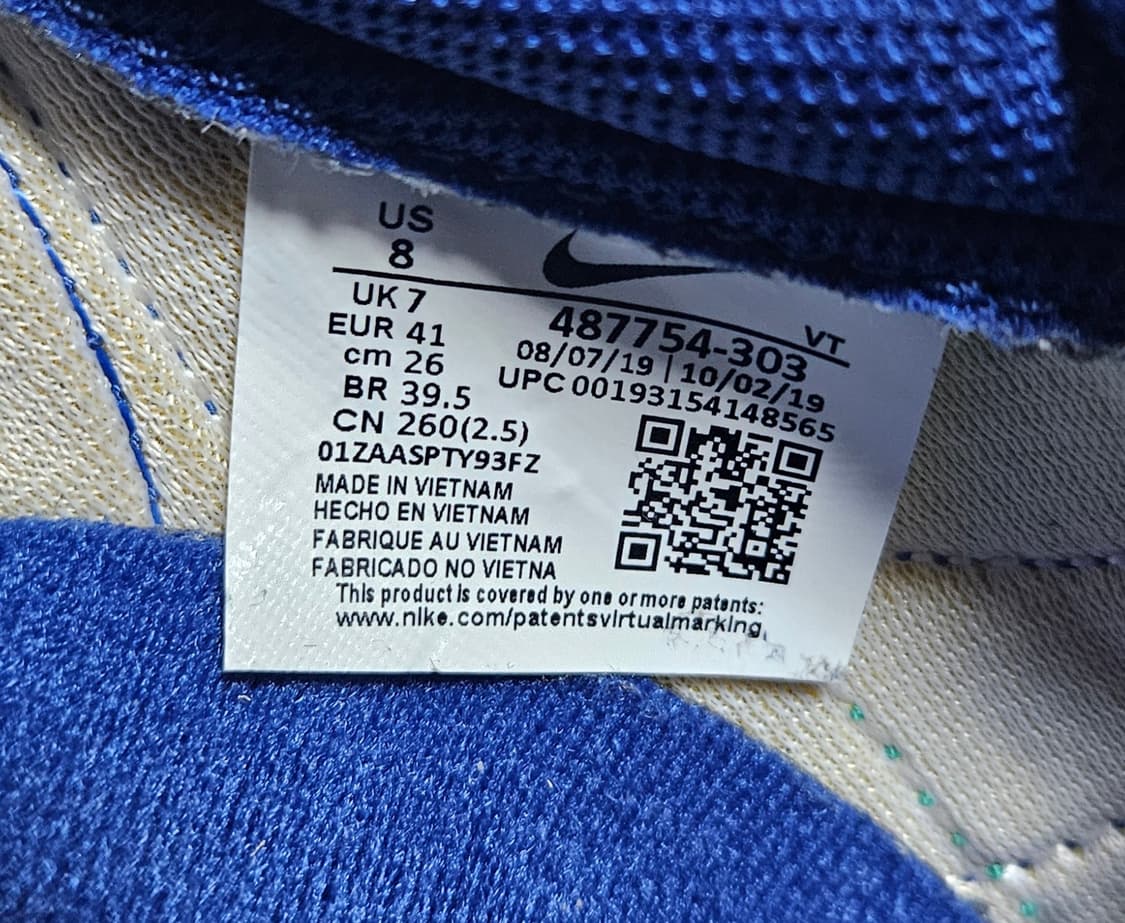 US
8
UK 7
EUR 41
cm 26
BR 39.5
CN 260(2.5)
01ZAASPTY93FZ
MADE IN VIETNAM
HECHO EN VIETNAM
FABRIQUE AU VIETNAM
FABRICADO NO VIETNA
VT
487754-303
08/07/19 | 10/02/19
UPC 00193154148565
This product is covered by one or more patents:
www.nike.com/patentsvirtualmarking.